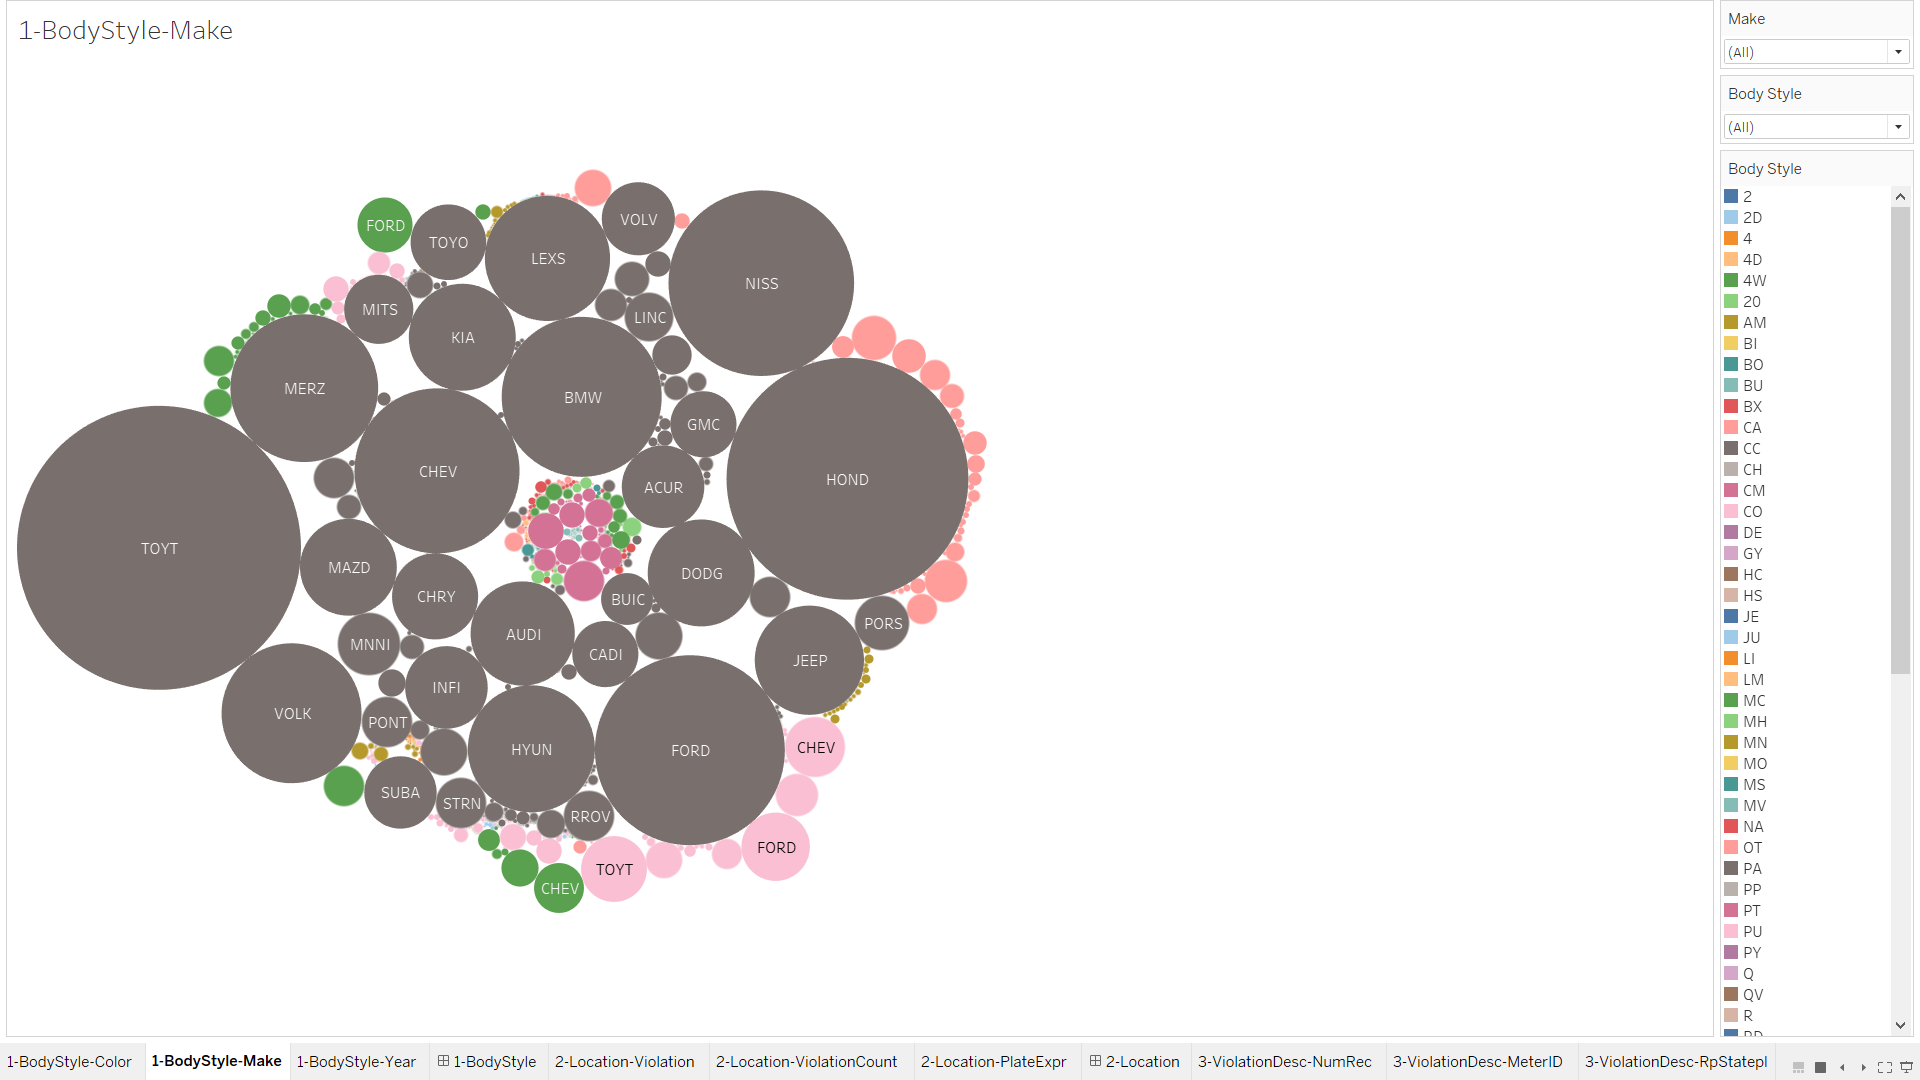 1-BodyStyle-Make
FORD
TOYO
VOLV
LEXS
NISS
MITS
LINC
KIA
MERZ
BMW
GMC
CHEV
HOND
ACUR
TOYT
MAZD
DODG
CHRY
BUIC
PORS
AUDI
MNNI
CADI
JEEP
INFI
VOLK
PONT
HYUN
FORD
CHEV
SUBA
STRN
RROV
FORD
TOYT
CHEV
Make
(All)
Body Style
(All)
Body Style
2
2D
4
4D
4W
20
AM
BI
BO
BU
BX
CA
CC
CH
CM
CO
DE
GY
HC
HS
JE
JU
LI
LM
MC
MH
MN
MO
MS
MV
NA
OT
PA
PP
PT
PU
PY
Q
QV
R
1-BodyStyle-Color 1-BodyStyle-Make 1-BodyStyle-Year 1-BodyStyle 2-Location-Violation 2-Location-ViolationCount 2-Location-PlateExpr 2-Location 3-ViolationDesc-NumRec 3-ViolationDesc-MeterID 3-ViolationDesc-RpStatepl